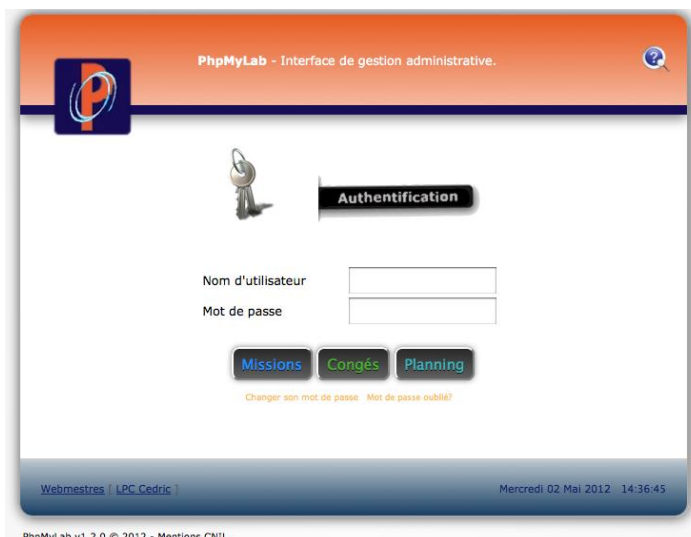 PhpMyLab - Interface de gestion administrative.
Authentification
Nom d'utilisateur
Mot de passe
Missions Congés Planning
Changer son mot de passe Mot de passe oublié?
Webmestres [ LPC Cedric ] Mercredi 02 Mai 2012 14:36:45
PhpMyLab v1.2.0 © 2012 - Mentions CNIL